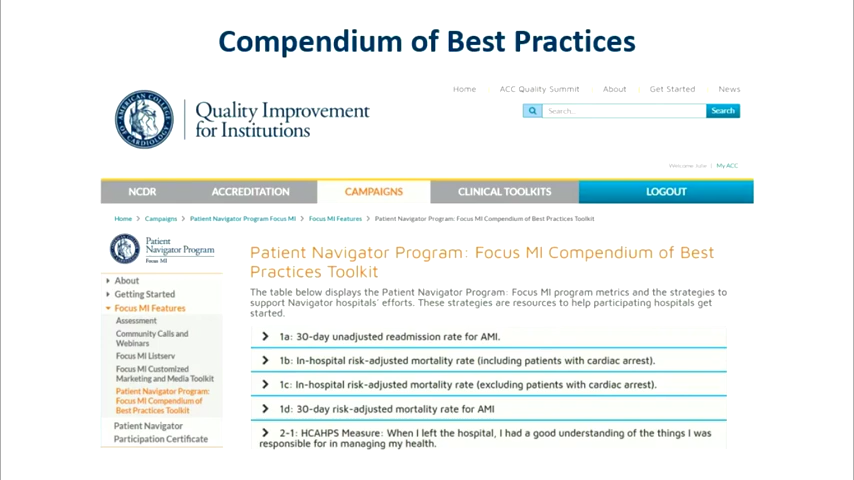 Compendium of Best Practices
Home ACC Quality Summit About Get Started News
AMERICAN COLLEGE OF CARDIOLOGY
Quality Improvement
for Institutions
Search... Search
Welcome Julie | My ACC
NCDR ACCREDITATION CAMPAIGNS CLINICAL TOOLKITS LOGOUT
Home > Campaigns > Patient Navigator Program Focus MI > Focus MI Features > Patient Navigator Program: Focus MI Compendium of Best Practices Toolkit
Patient
Navigator Program
Focus MI
About
Getting Started
Focus MI Features
Assessment
Community Calls and
Webinars
Focus MI Listserv
Focus MI Customized
Marketing and Media Toolkit
Patient Navigator Program:
Focus MI Compendium of
Best Practices Toolkit
Patient Navigator
Participation Certificate
Patient Navigator Program: Focus MI Compendium of Best
Practices Toolkit
The table below displays the Patient Navigator Program: Focus MI program metrics and the strategies to
support Navigator hospitals' efforts. These strategies are resources to help participating hospitals get
started.
1a: 30-day unadjusted readmission rate for AMI.
1b: In-hospital risk-adjusted mortality rate (including patients with cardiac arrest).
1c: In-hospital risk-adjusted mortality rate (excluding patients with cardiac arrest).
1d: 30-day risk-adjusted mortality rate for AMI
2-1: HCAHPS Measure: When I left the hospital, I had a good understanding of the things I was
responsible for in managing my health.